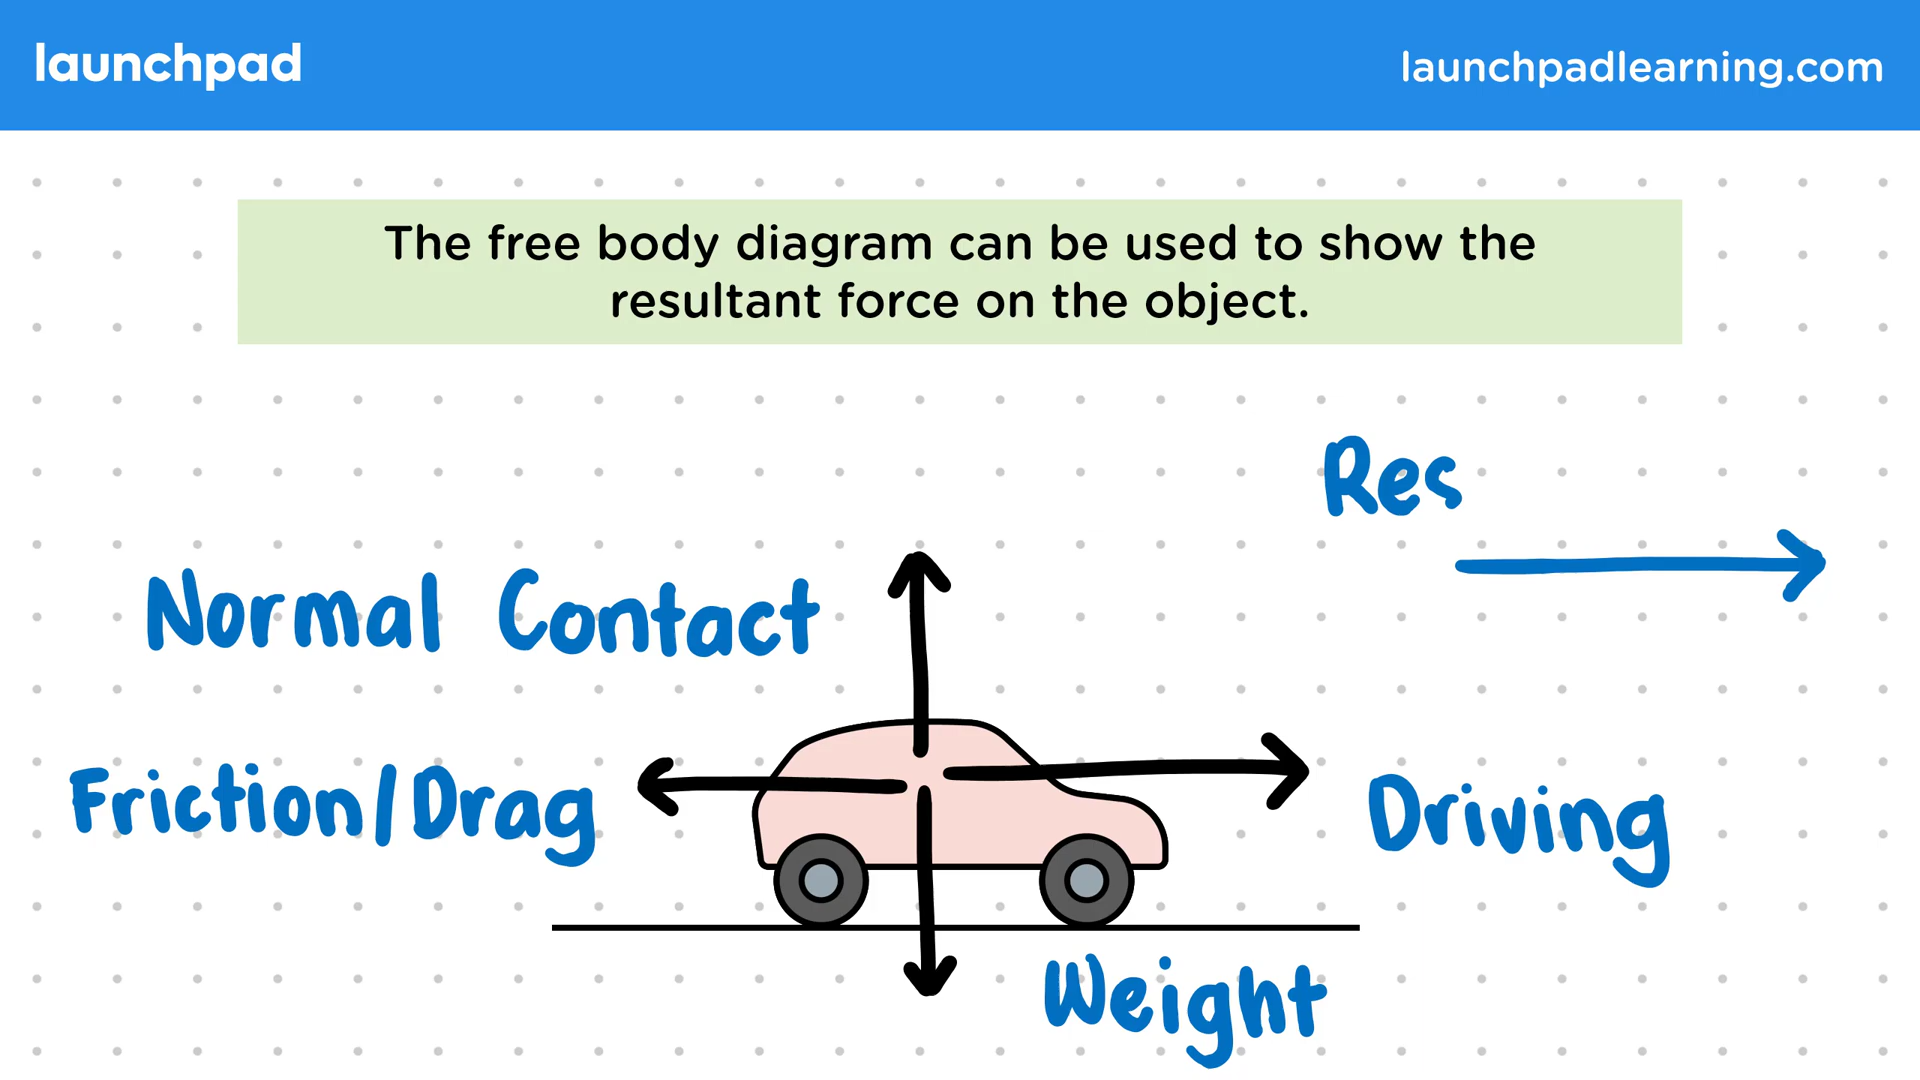 launchpad
launchpadlearning.com
The free body diagram can be used to show the
resultant force on the object.
Res
Normal Contact
Friction/Drag
Driving
Weight